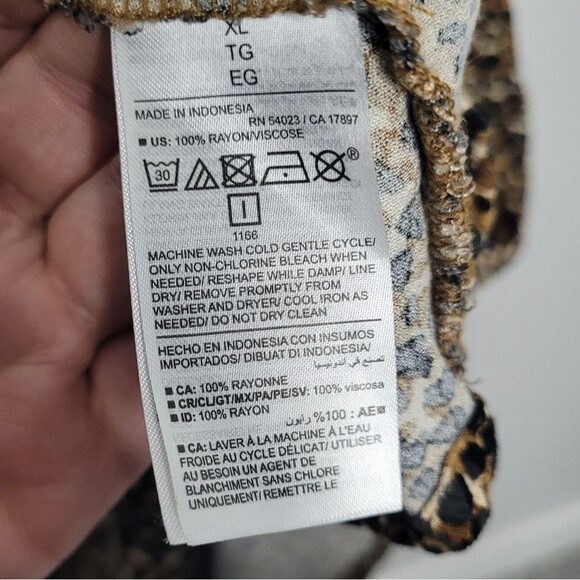 XL
TG
EG
MADE IN INDONESIA
RN 54023 / CA 17897
■ US: 100% RAYON/VISCOSE
30
®
1166
MACHINE WASH COLD GENTLE CYCLE/
ONLY NON-CHLORINE BLEACH WHEN
NEEDED/ RESHAPE WHILE DAMP/ LINE
DRY/ REMOVE PROMPTLY FROM
WASHER AND DRYER/ COOL IRON AS
NEEDED/ DO NOT DRY CLEAN
HECHO EN INDONESIA CON INSUMOS
IMPORTADOS/ DIBUAT DI INDONESIA/
تصنع في اندونيسيا
■ CA: 100% RAYONNE
■ CR/CL/GT/MX/PA/PE/SV: 100% viscosa
■ ID: 100% RAYON
■ AE : 100% رايون
■ CA: LAVER À LA MACHINE À L'EAU
FROIDE AU CYCLE DÉLICAT/ UTILISER
AU BESOIN UN AGENT DE
BLANCHIMENT SANS CHLORE
UNIQUEMENT/ REMETTRE LE